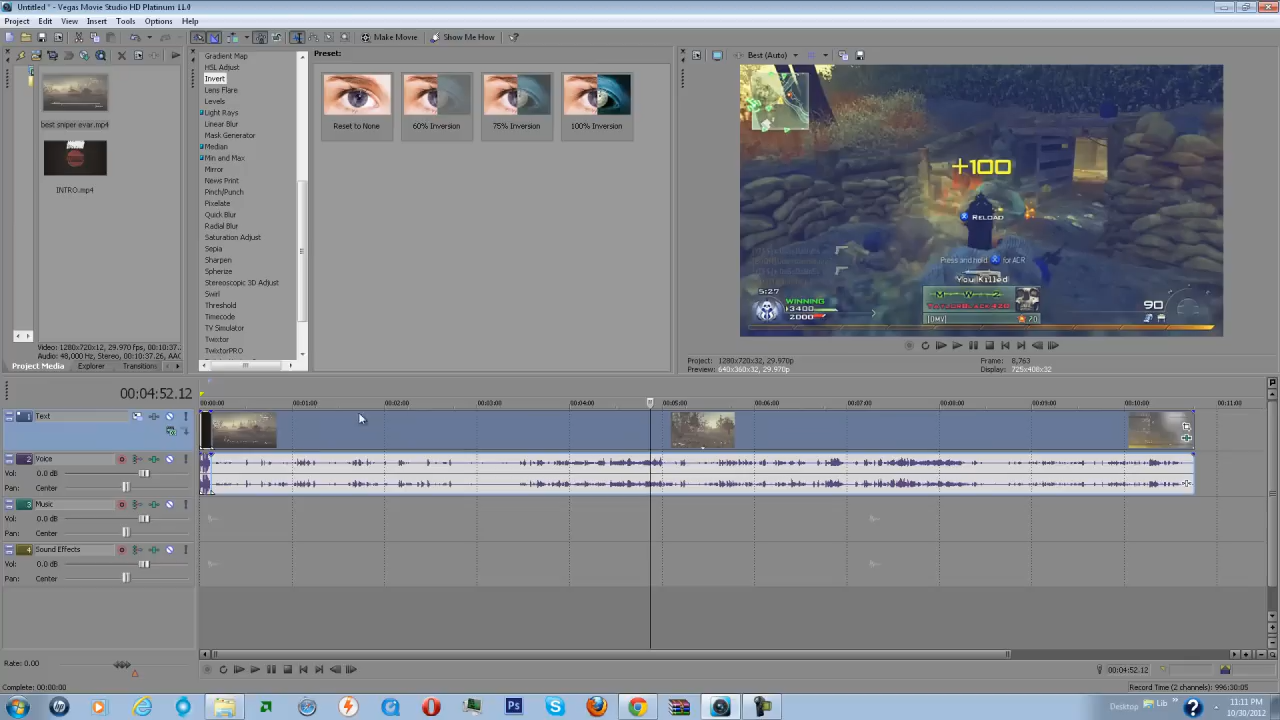 Untitled * - Vegas Movie Studio HD Platinum 11.0
Project Edit View Insert Tools Options Help
Make Movie Show Me How
best sniper evar.mp4
INTRO.mp4
Video: 1280x720x12, 29.970 fps, 00:10:37.
Audio: 48,000 Hz, Stereo, 00:10:37.26, AAC
Project Media Explorer Transitions
Gradient Map
HSL Adjust
Invert
Lens Flare
Levels
Light Rays
Linear Blur
Mask Generator
Median
Min and Max
Mirror
News Print
Pinch/Punch
Pixelate
Quick Blur
Radial Blur
Saturation Adjust
Sepia
Sharpen
Spherize
Stereoscopic 3D Adjust
Swirl
Threshold
Timecode
TV Simulator
Twixtor
TwixtorPRO
Preset:
Reset to None 60% Inversion 75% Inversion 100% Inversion
Best (Auto)
+100
X RELOAD
Press and hold X for ACR
You Killed
5:27
WINNING
3400
2000
90
Project: 1280x720x32, 29.970p Frame: 8,763
Preview: 640x360x32, 29.970p Display: 725x408x32
00:04:52.12
00:00:00 00:01:00 00:02:00 00:03:00 00:04:00 00:05:00 00:06:00 00:07:00 00:08:00 00:09:00 00:10:00 00:11:00
1 Text
2 Voice
Vol: 0.0 dB
Pan: Center
3 Music
Vol: 0.0 dB
Pan: Center
4 Sound Effects
Vol: 0.0 dB
Pan: Center
Rate: 0.00
00:04:52.12
Complete: 00:00:00
Record Time (2 channels): 996:30:05
Desktop Lib
11:11 PM
10/30/2012